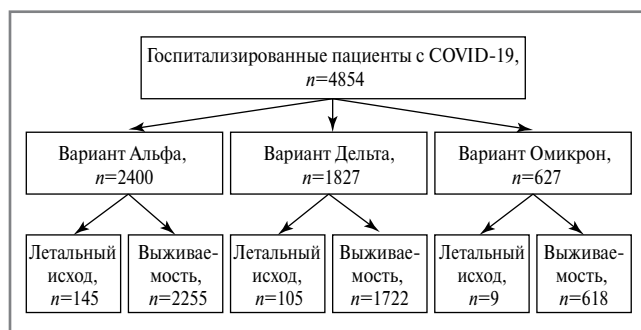 Госпитализированные пациенты с COVID-19,
n=4854
Вариант Альфа,
n=2400
Вариант Дельта,
n=1827
Вариант Омикрон,
n=627
Летальный
исход,
n=145
Выживае-
мость,
n=2255
Летальный
исход,
n=105
Выживае-
мость,
n=1722
Летальный
исход,
n=9
Выживае-
мость,
n=618